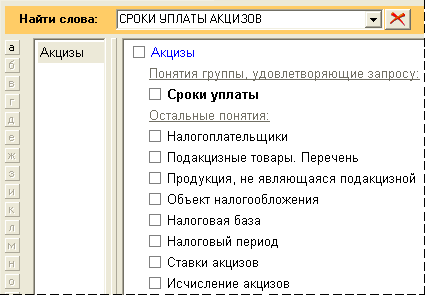 Найти слова: СРОКИ УПЛАТЫ АКЦИЗОВ
а
б
в
г
д
е
ж
з
и
к
л
м
н
о
Акцизы
Акцизы
Понятия группы, удовлетворяющие запросу:
Сроки уплаты
Остальные понятия:
Налогоплательщики
Подакцизные товары. Перечень
Продукция, не являющаяся подакцизной
Объект налогообложения
Налоговая база
Налоговый период
Ставки акцизов
Исчисление акцизов